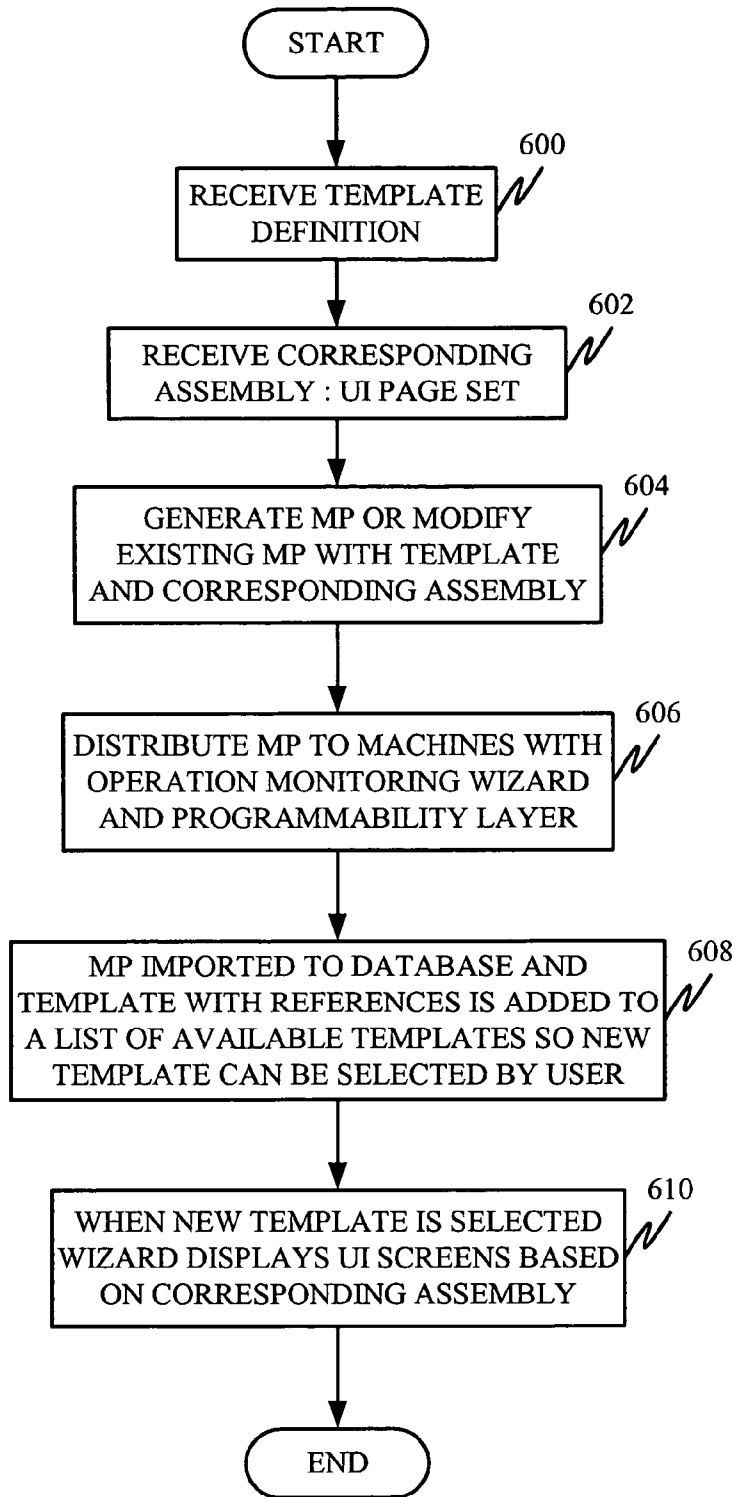 START
600
RECEIVE TEMPLATE
DEFINITION
602
RECEIVE CORRESPONDING
ASSEMBLY : UI PAGE SET
604
GENERATE MP OR MODIFY
EXISTING MP WITH TEMPLATE
AND CORRESPONDING ASSEMBLY
606
DISTRIBUTE MP TO MACHINES WITH
OPERATION MONITORING WIZARD
AND PROGRAMMABILITY LAYER
608
MP IMPORTED TO DATABASE AND
TEMPLATE WITH REFERENCES IS ADDED TO
A LIST OF AVAILABLE TEMPLATES SO NEW
TEMPLATE CAN BE SELECTED BY USER
610
WHEN NEW TEMPLATE IS SELECTED
WIZARD DISPLAYS UI SCREENS BASED
ON CORRESPONDING ASSEMBLY
END